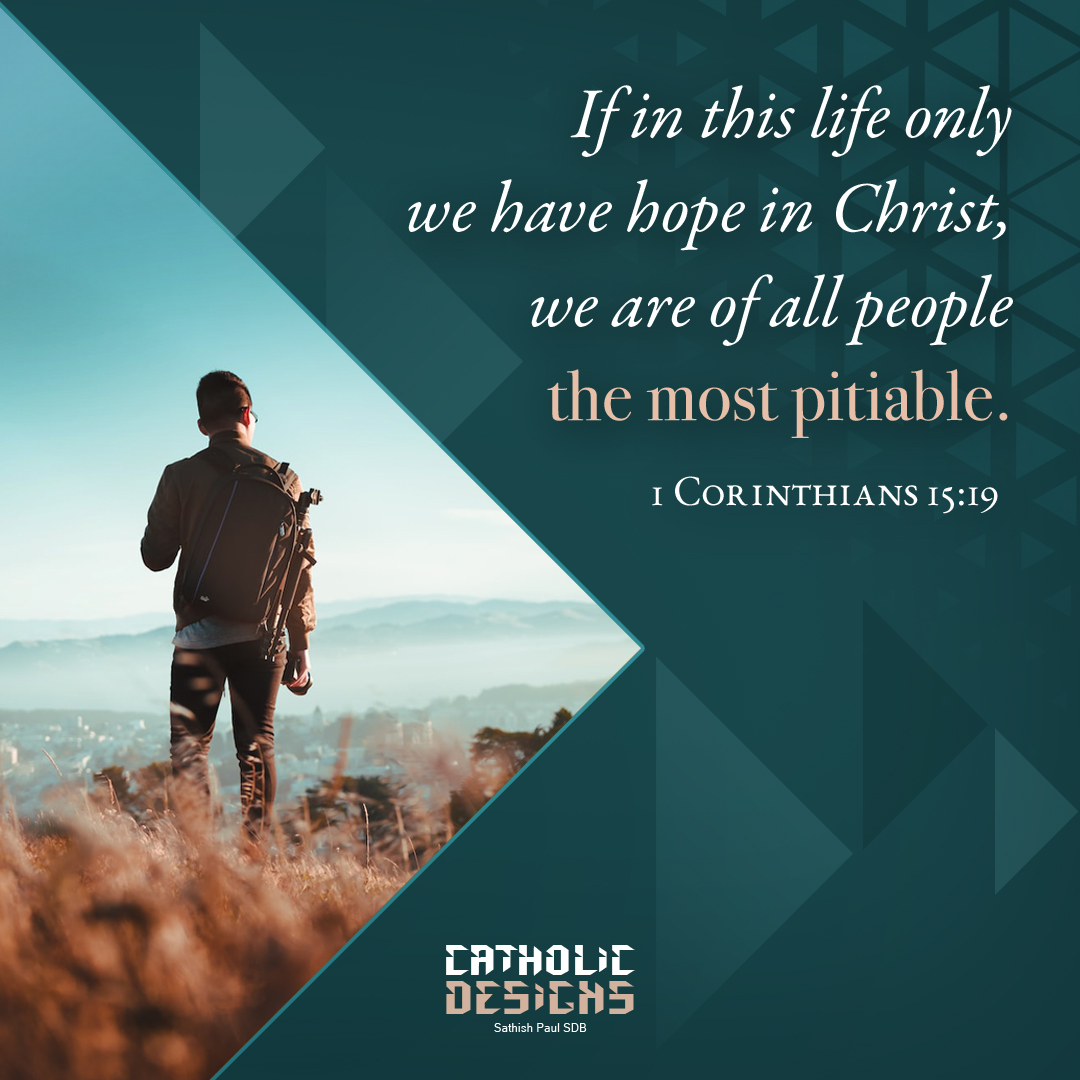 If in this life only
we have hope in Christ,
we are of all people
the most pitiable.
1 Corinthians 15:19
CATHOLIC
DESIGNS
Sathish Paul SDB